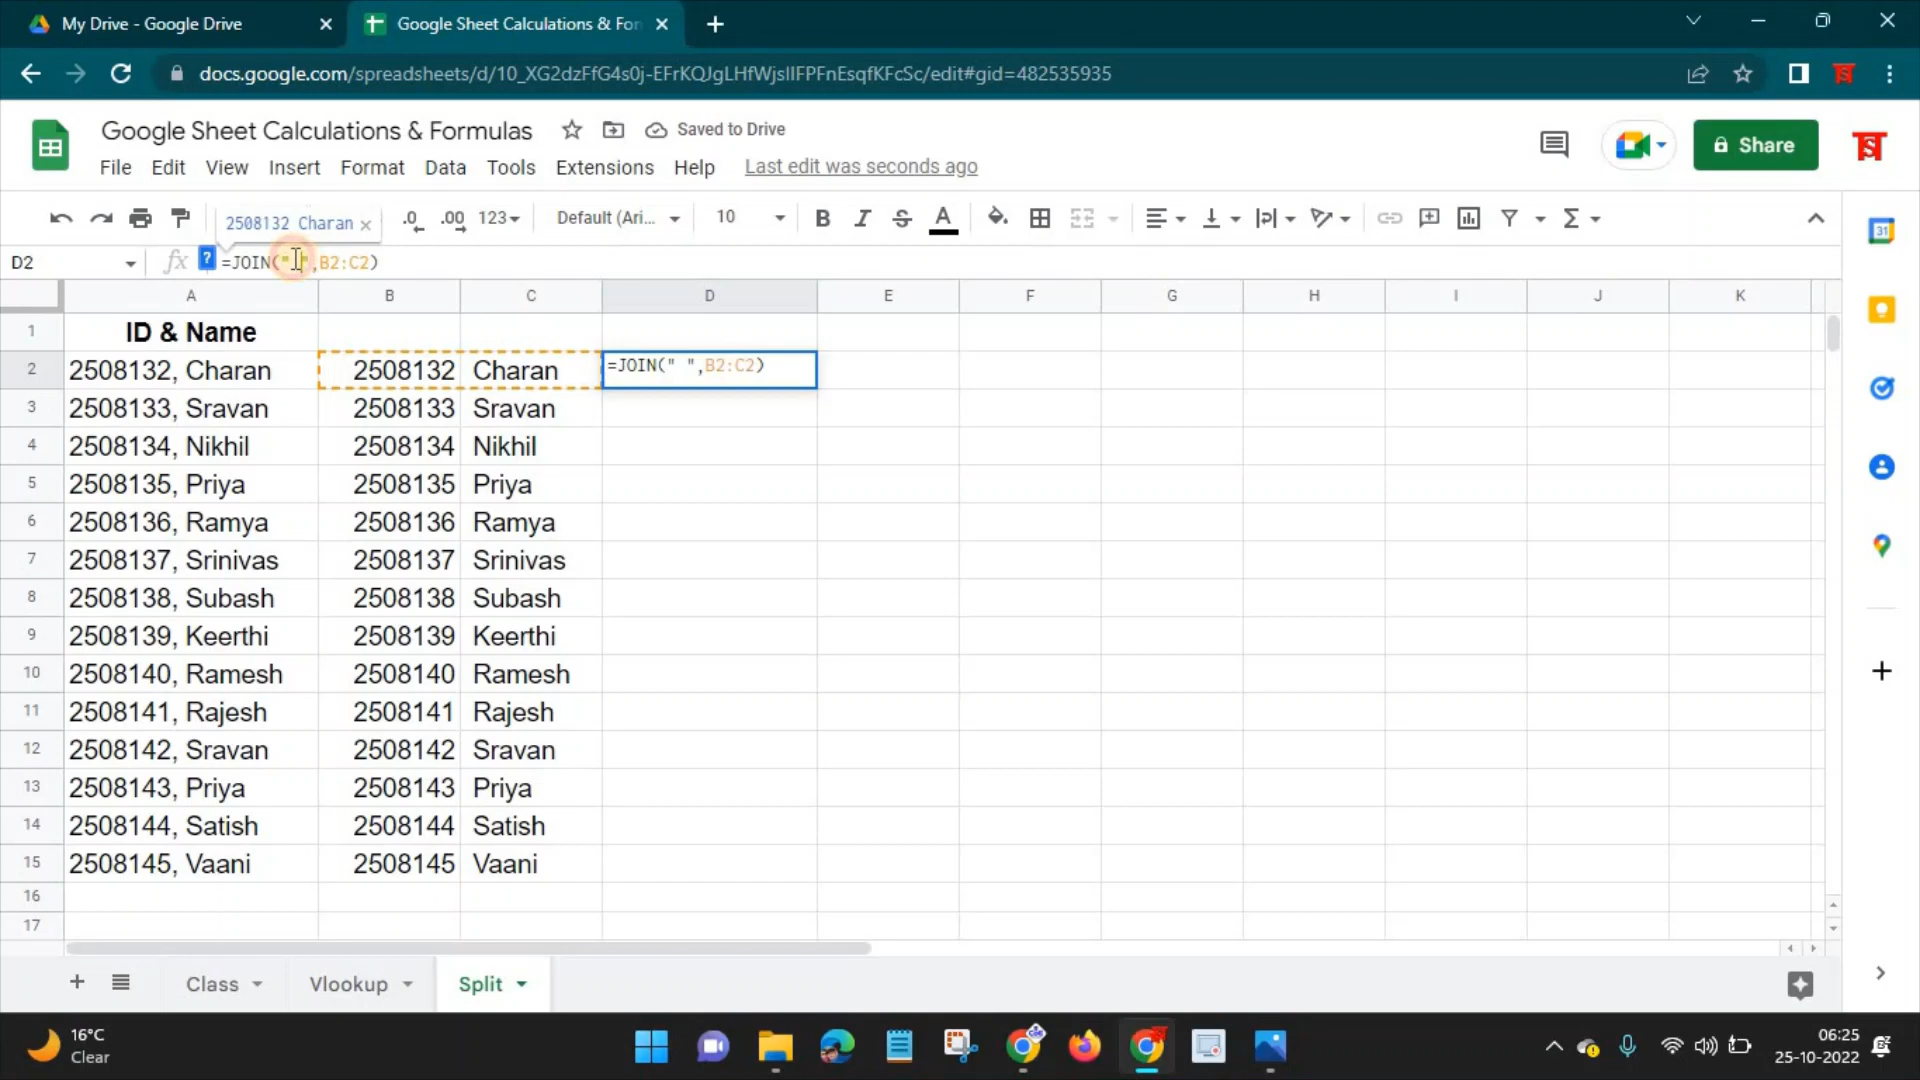 My Drive - Google Drive
Google Sheet Calculations & For
docs.google.com/spreadsheets/d/10_XG2dzFfG4s0j-EFrKQJgLHfWjsIIFPFnEsqfKFcSc/edit#gid=482535935
Google Sheet Calculations & Formulas
Saved to Drive
Share
File Edit View Insert Format Data Tools Extensions Help Last edit was seconds ago
2508132 Charan
.0 .00 123 Default (Ari... 10 B I S A
D2 fx ? =JOIN(" ",B2:C2)
A B C D E F G H I J K
1 ID & Name
2 2508132, Charan 2508132 Charan =JOIN(" ",B2:C2)
3 2508133, Sravan 2508133 Sravan
4 2508134, Nikhil 2508134 Nikhil
5 2508135, Priya 2508135 Priya
6 2508136, Ramya 2508136 Ramya
7 2508137, Srinivas 2508137 Srinivas
8 2508138, Subash 2508138 Subash
9 2508139, Keerthi 2508139 Keerthi
10 2508140, Ramesh 2508140 Ramesh
11 2508141, Rajesh 2508141 Rajesh
12 2508142, Sravan 2508142 Sravan
13 2508143, Priya 2508143 Priya
14 2508144, Satish 2508144 Satish
15 2508145, Vaani 2508145 Vaani
16
17
Class Vlookup Split
16°C
Clear
06:25
25-10-2022
31